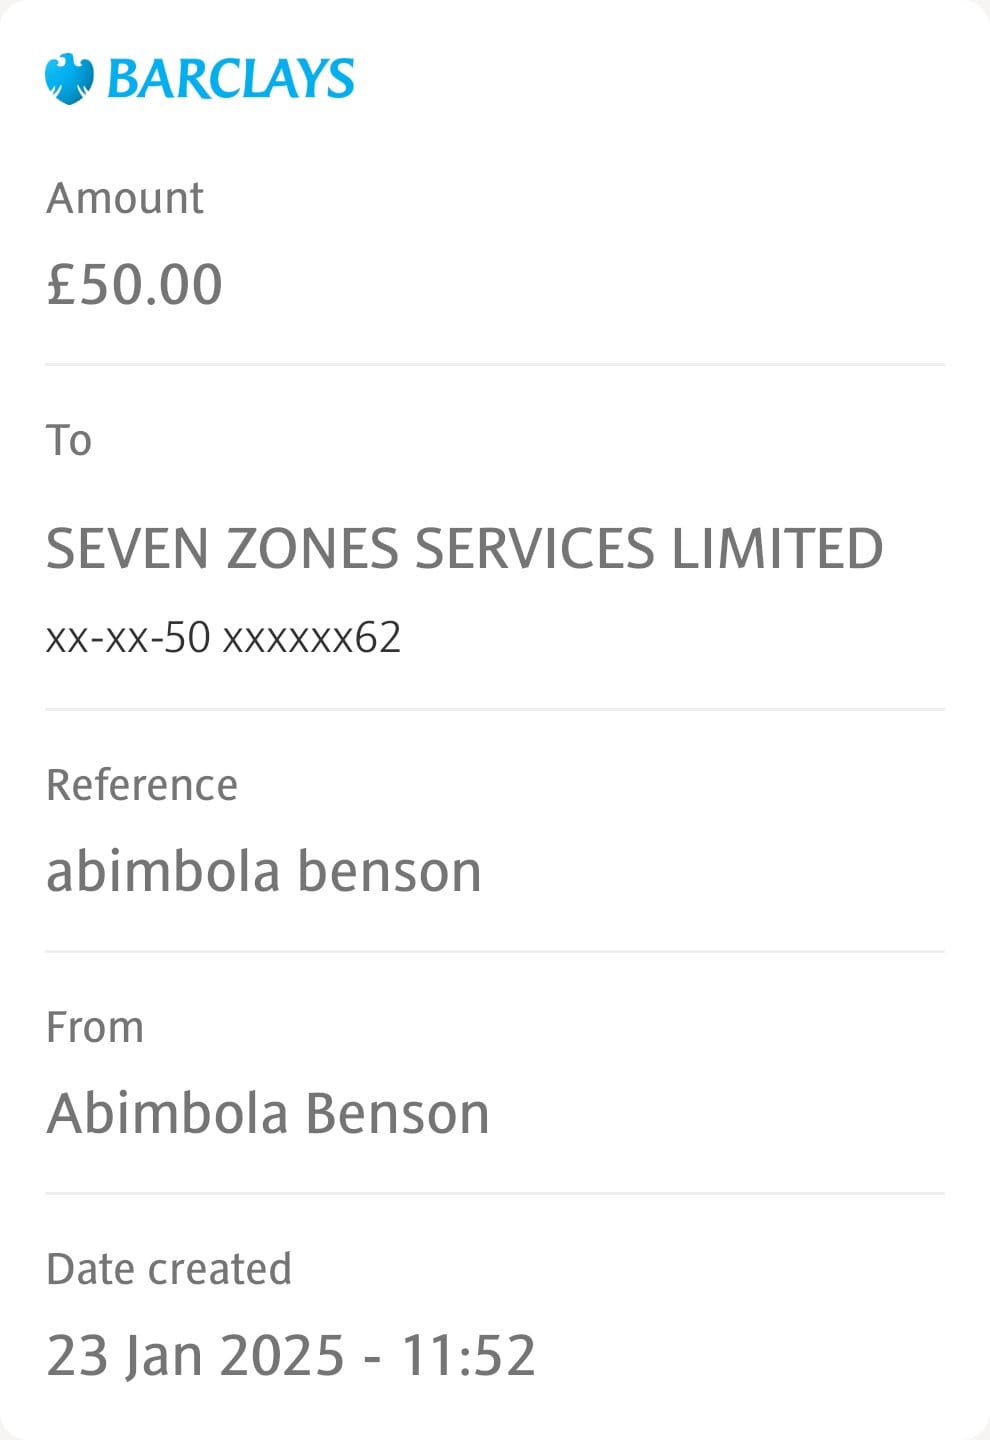 BARCLAYS
Amount
£50.00
To
SEVEN ZONES SERVICES LIMITED
xx-xx-50 xxxxxx62
Reference
abimbola benson
From
Abimbola Benson
Date created
23 Jan 2025 - 11:52